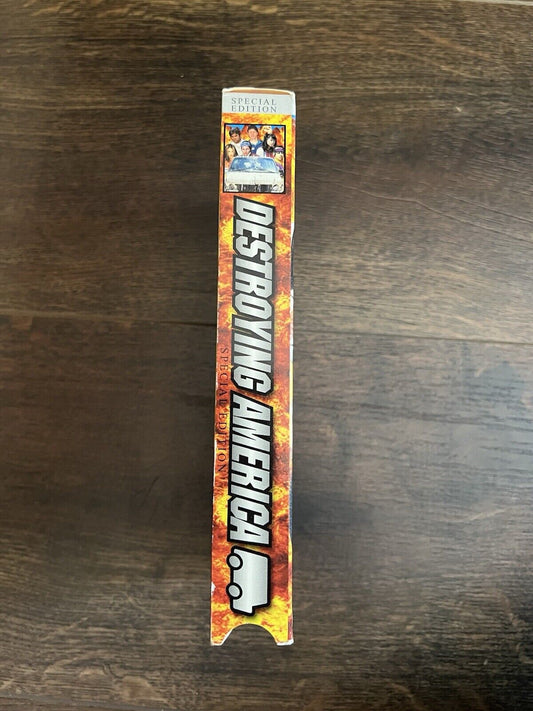 SPECIAL
EDITION
DESTROYING AMERICA
SPECIAL EDITION